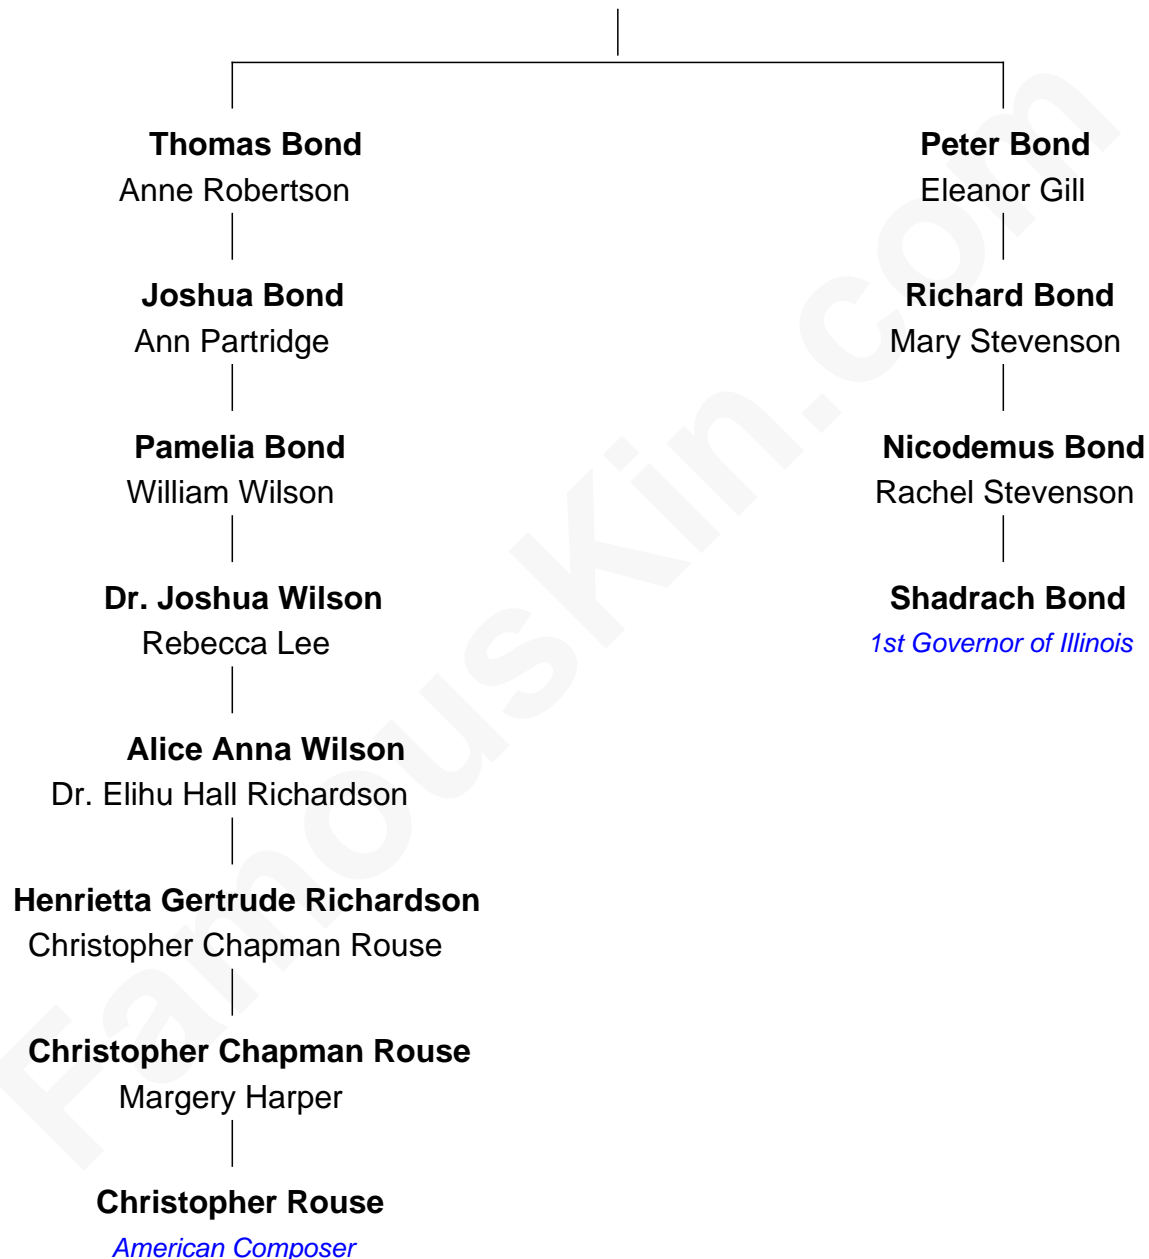 Thomas Bond
Anne Robertson
Joshua Bond
Ann Partridge
Pamelia Bond
William Wilson
Dr. Joshua Wilson
Rebecca Lee
Alice Anna Wilson
Dr. Elihu Hall Richardson
Henrietta Gertrude Richardson
Christopher Chapman Rouse
Christopher Chapman Rouse
Margery Harper
Christopher Rouse
American Composer
Peter Bond
Eleanor Gill
Richard Bond
Mary Stevenson
Nicodemus Bond
Rachel Stevenson
Shadrach Bond
1st Governor of Illinois
FamousKin.com